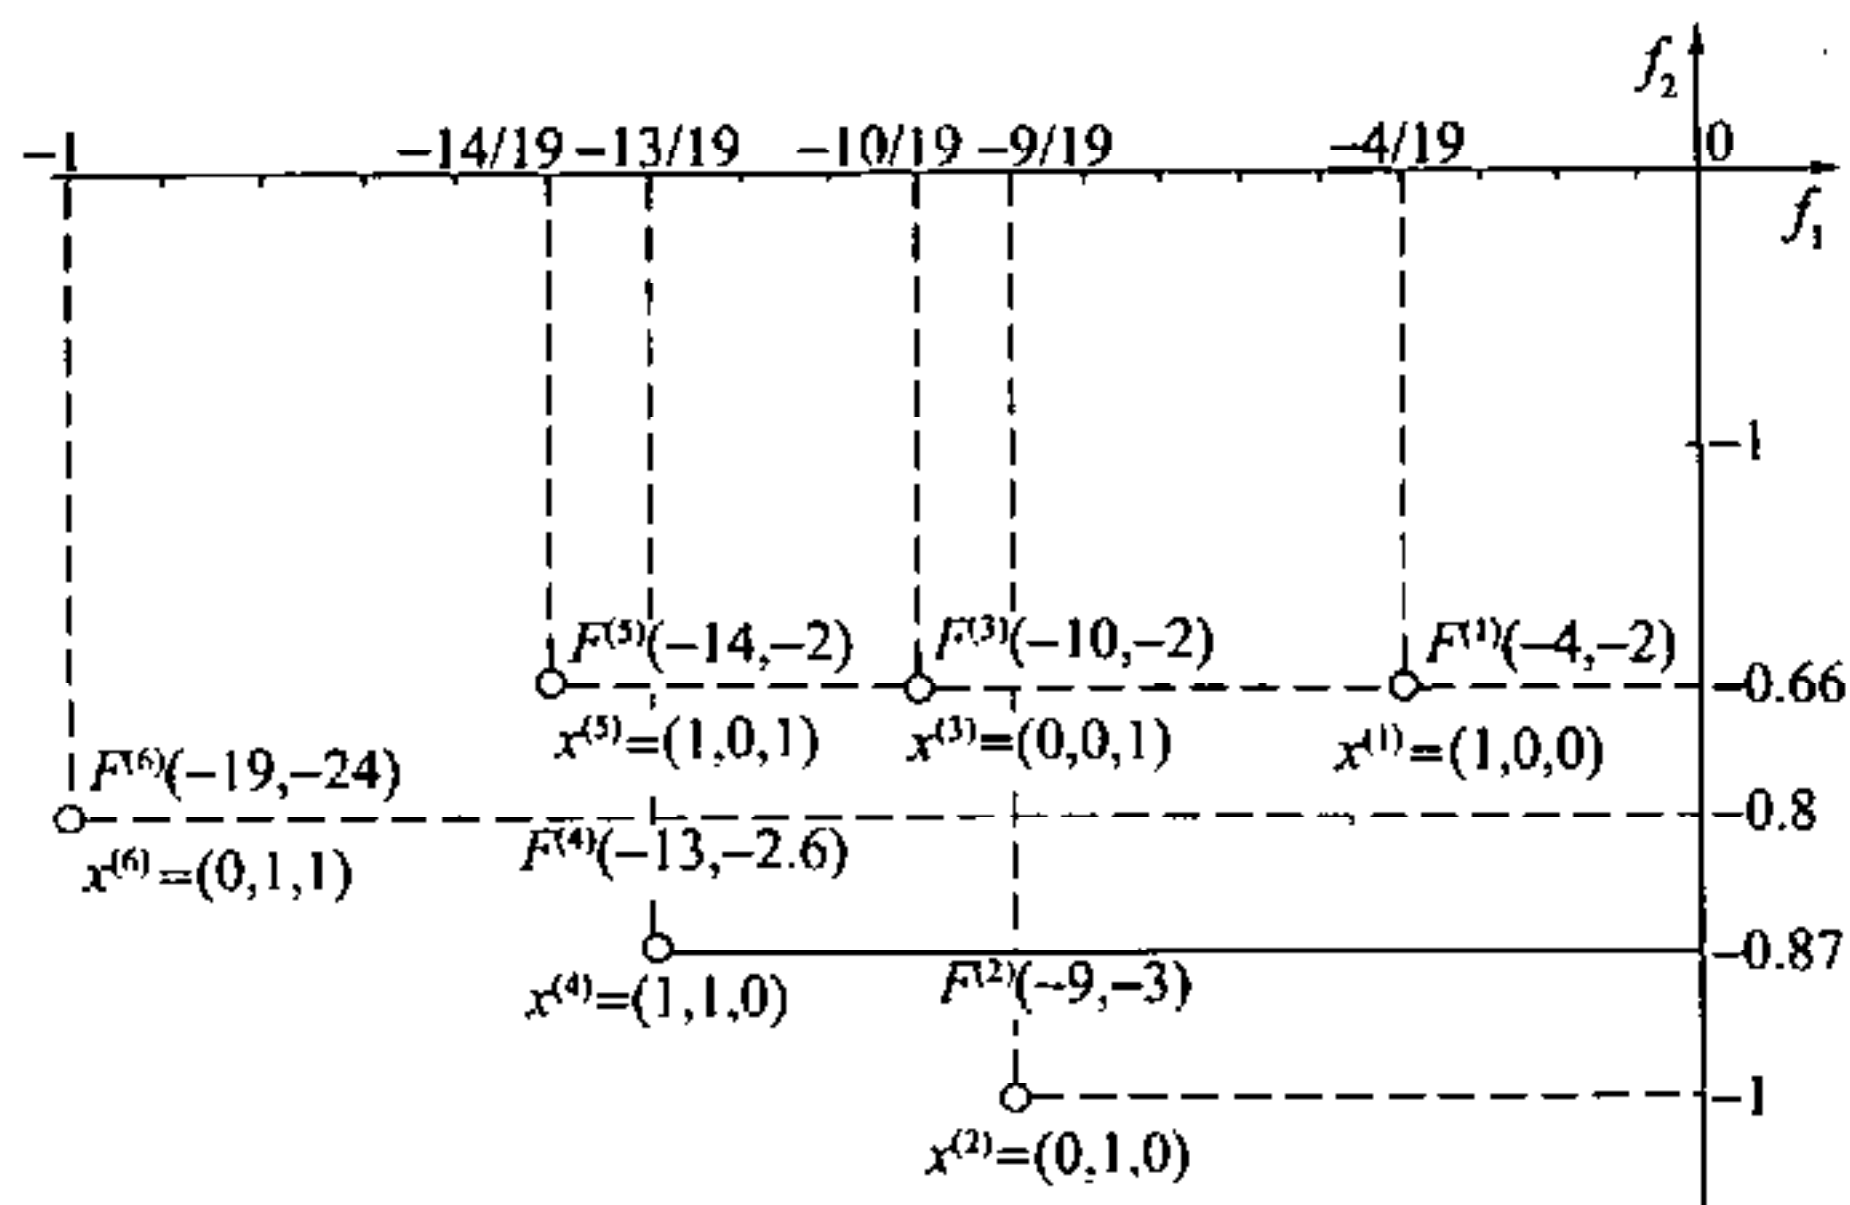 f₂
–1 –14/19 –13/19 –10/19 –9/19 –4/19 0
f₁
–1
F⁽⁵⁾(–14,–2) F⁽³⁾(–10,–2) F⁽¹⁾(–4,–2)
–0.66
x⁽⁵⁾=(1,0,1) x⁽³⁾=(0,0,1) x⁽¹⁾=(1,0,0)
F⁽⁶⁾(–19,–24)
–0.8
F⁽⁴⁾(–13,–2.6)
x⁽⁶⁾=(0,1,1)
–0.87
x⁽⁴⁾=(1,1,0) F⁽²⁾(–9,–3)
–1
x⁽²⁾=(0,1,0)